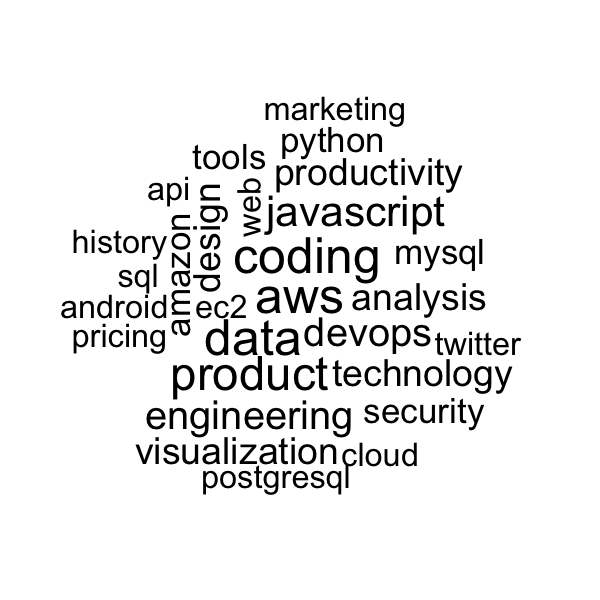 marketing
python
tools
productivity
api
web
design
javascript
history
amazon
coding
mysql
sql
android
ec2
aws
analysis
pricing
data
devops
twitter
product
technology
engineering
security
visualization
cloud
postgresql